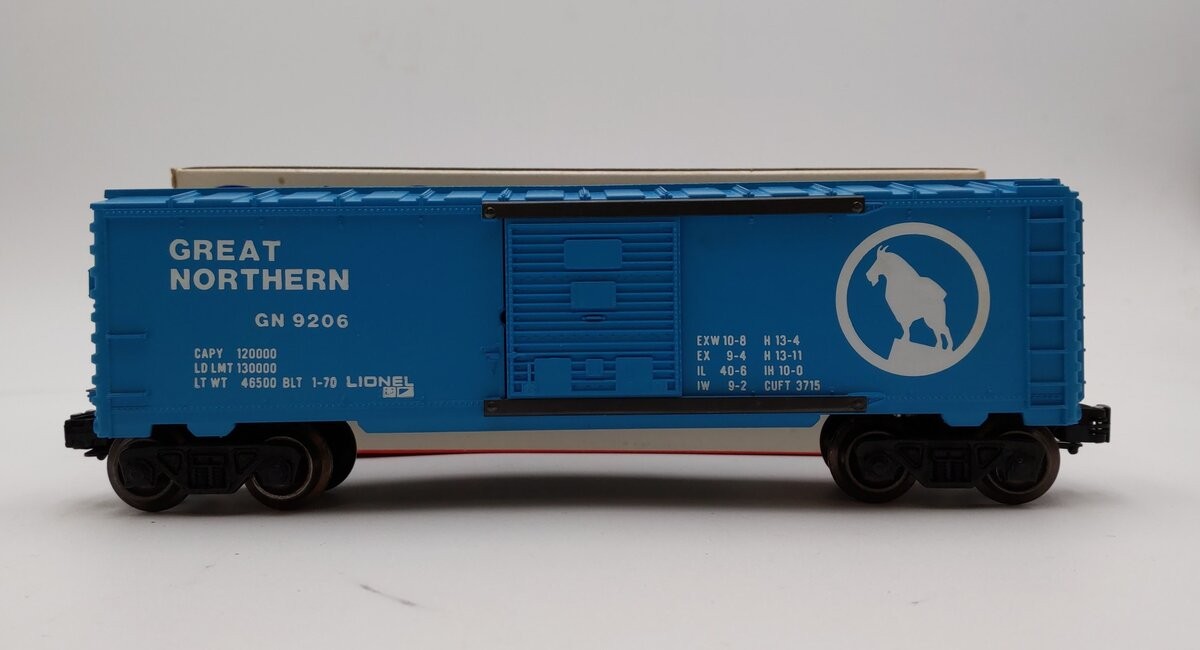 GREAT
NORTHERN
GN 9206
CAPY 120000
LD LMT 130000
LT WT 46500 BLT 1-70 LIONEL
EXW 10-8 H 13-4
EX 9-4 H 13-11
IL 40-6 IH 10-0
IW 9-2 CUFT 3715